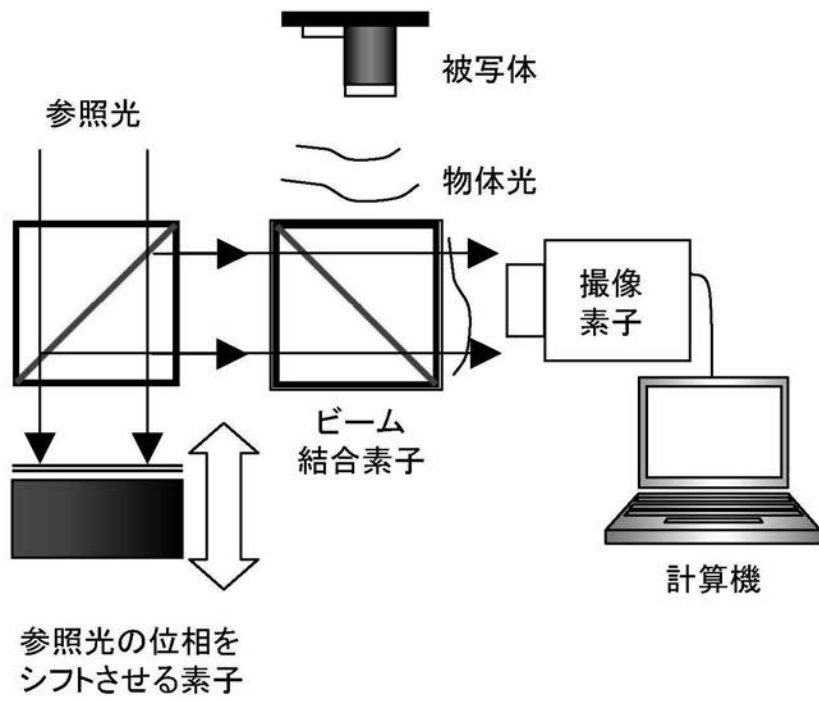 被写体
参照光
物体光
撮像
素子
ビーム
結合素子
計算機
参照光の位相を
シフトさせる素子